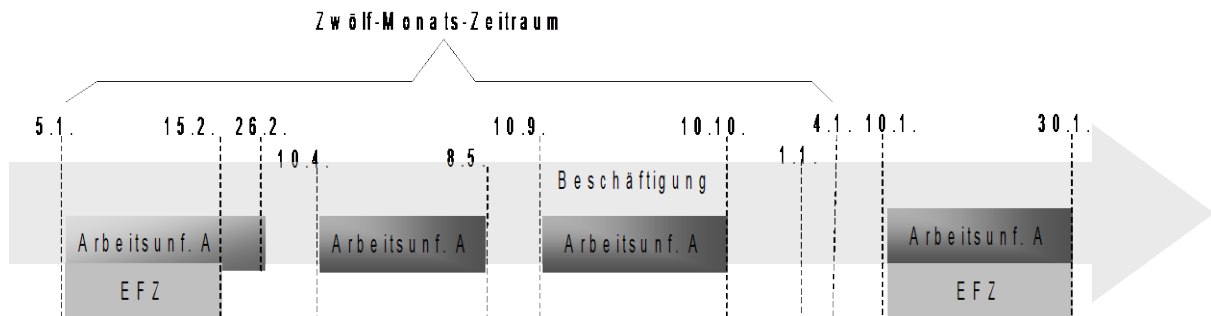 Zwölf-Monats-Zeitraum
5.1. 15.2. 26.2. 10.9. 10.10. 4.1. 10.1. 30.1.
10.4. 8.5. 1.1.
Beschäftigung
Arbeitsunf. A Arbeitsunf. A Arbeitsunf. A Arbeitsunf. A
EFZ EFZ